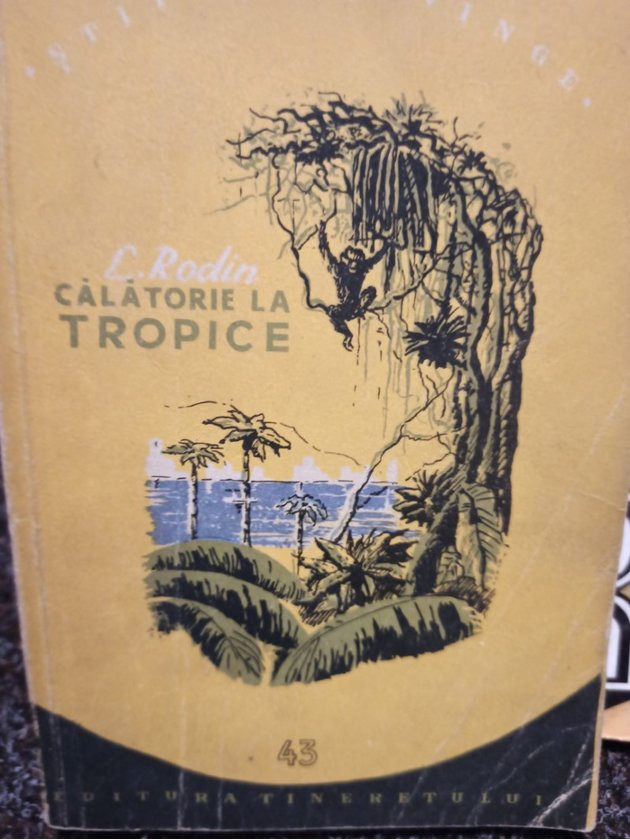 L. Rodin
CĂLĂTORIE LA
TROPICE
43
EDITURA TINERETULUI